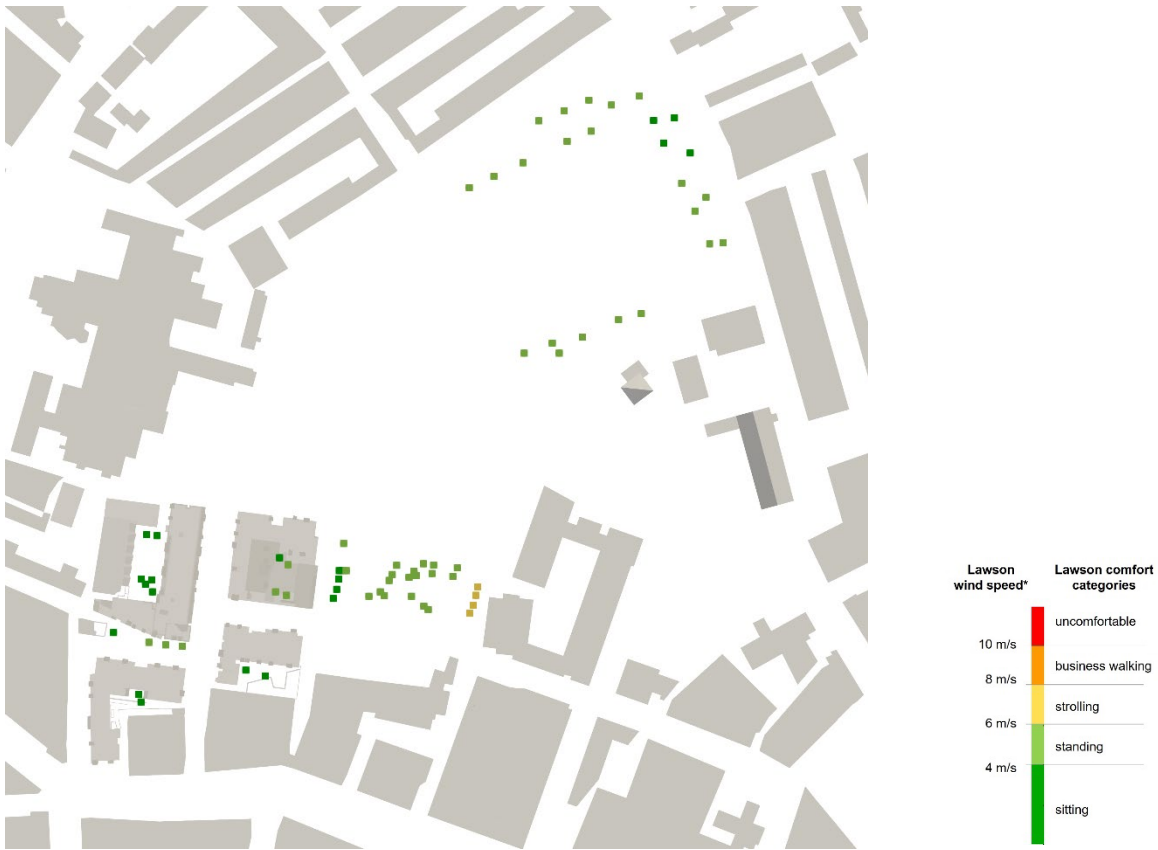 Lawson
wind speed*
Lawson comfort
categories
uncomfortable
10 m/s
business walking
8 m/s
strolling
6 m/s
standing
4 m/s
sitting